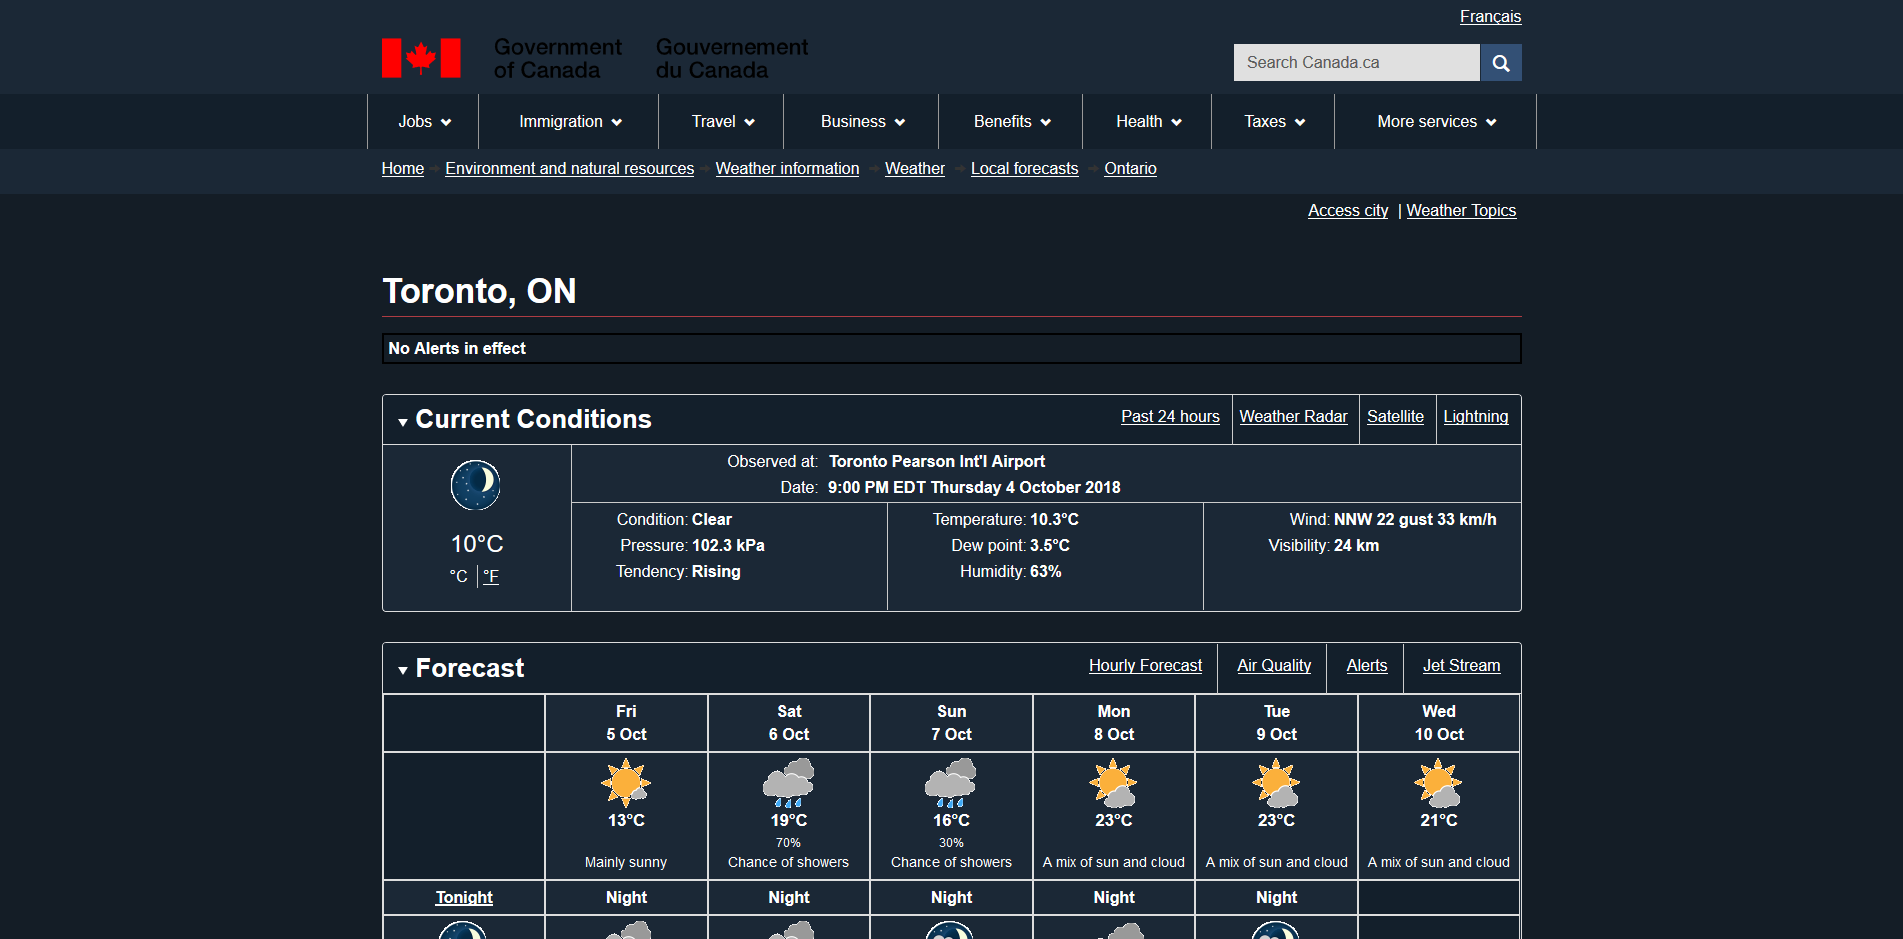 Français
Government of Canada
Gouvernement du Canada
Search Canada.ca
Jobs
Immigration
Travel
Business
Benefits
Health
Taxes
More services
Home
Environment and natural resources
Weather information
Weather
Local forecasts
Ontario
Access city | Weather Topics
Toronto, ON
No Alerts in effect
Current Conditions
Past 24 hours
Weather Radar
Satellite
Lightning
10°C
°C
°F
Observed at: Toronto Pearson Int'l Airport
Date: 9:00 PM EDT Thursday 4 October 2018
Condition: Clear
Pressure: 102.3 kPa
Tendency: Rising
Temperature: 10.3°C
Dew point: 3.5°C
Humidity: 63%
Wind: NNW 22 gust 33 km/h
Visibility: 24 km
Forecast
Hourly Forecast
Air Quality
Alerts
Jet Stream
Fri
5 Oct
Sat
6 Oct
Sun
7 Oct
Mon
8 Oct
Tue
9 Oct
Wed
10 Oct
13°C
Mainly sunny
19°C
70%
Chance of showers
16°C
30%
Chance of showers
23°C
A mix of sun and cloud
23°C
A mix of sun and cloud
21°C
A mix of sun and cloud
Tonight
Night
Night
Night
Night
Night